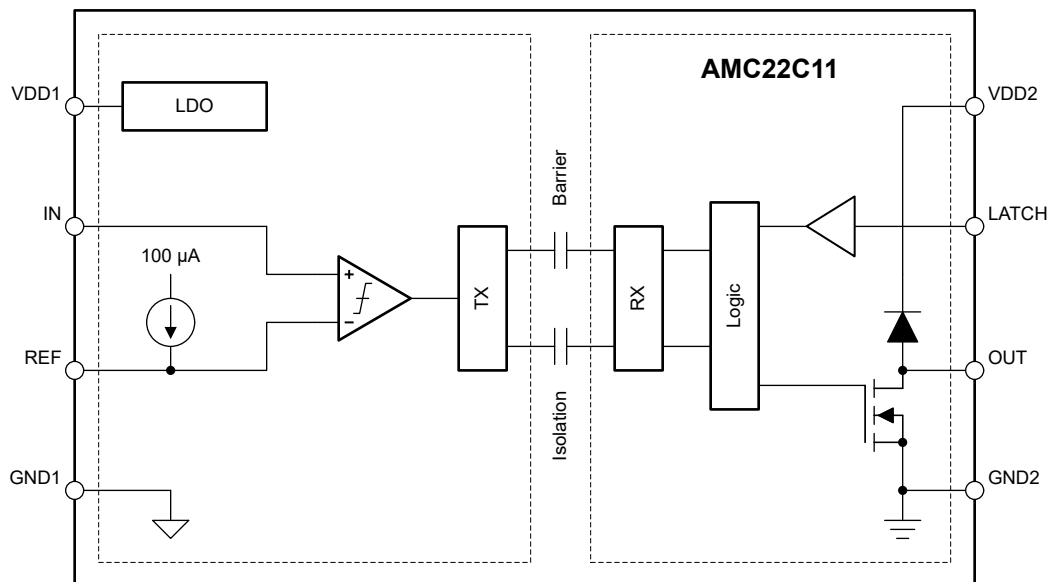 AMC22C11
VDD1
LDO
VDD2
IN
Barrier
LATCH
100 µA
+
−
TX
RX
Logic
REF
OUT
Isolation
GND1
GND2